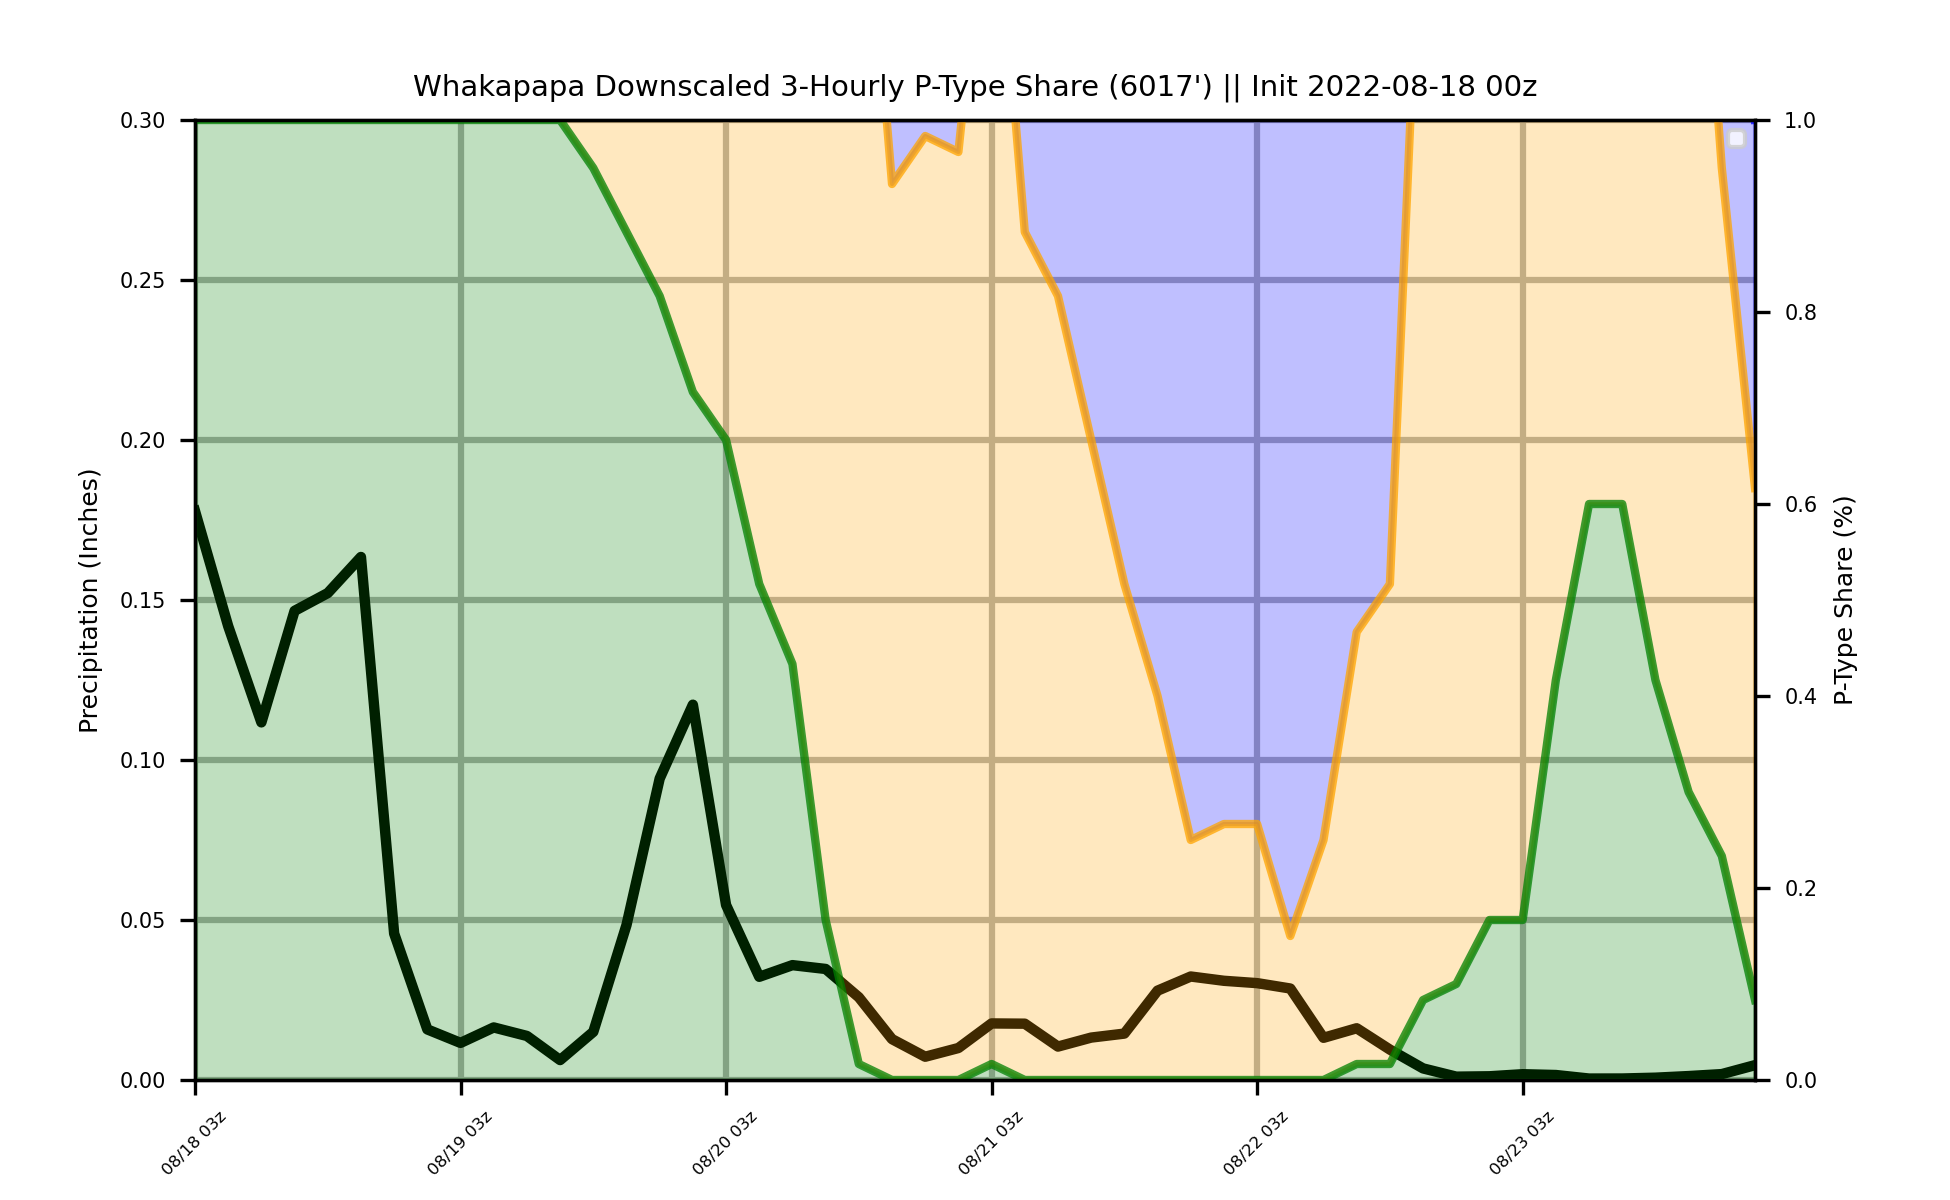 Whakapapa Downscaled 3-Hourly P-Type Share (6017') || Init 2022-08-18 00z
0.30
0.25
0.20
0.15
0.10
0.05
0.00
Precipitation (Inches)
1.0
0.8
0.6
0.4
0.2
0.0
P-Type Share (%)
08/18 03z
08/19 03z
08/20 03z
08/21 03z
08/22 03z
08/23 03z